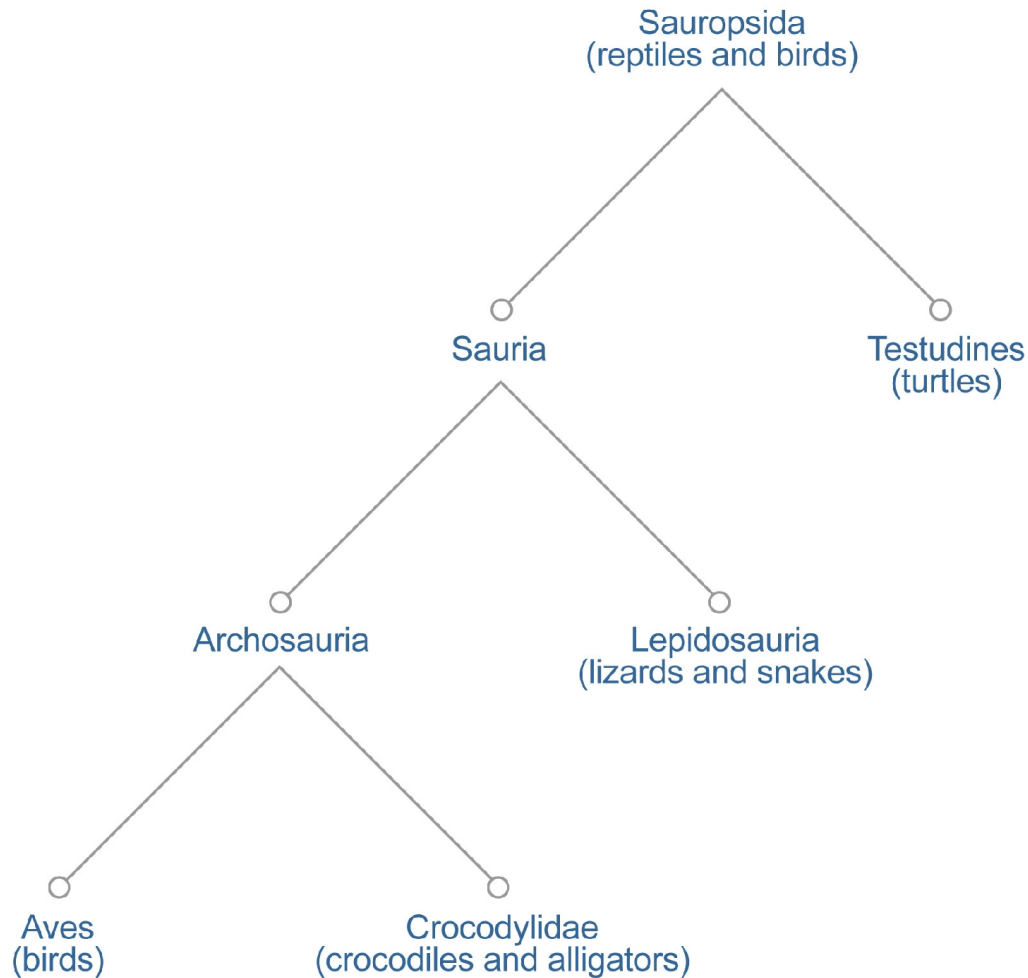 Sauropsida
(reptiles and birds)
Sauria
Testudines
(turtles)
Archosauria
Lepidosauria
(lizards and snakes)
Aves
(birds)
Crocodylidae
(crocodiles and alligators)